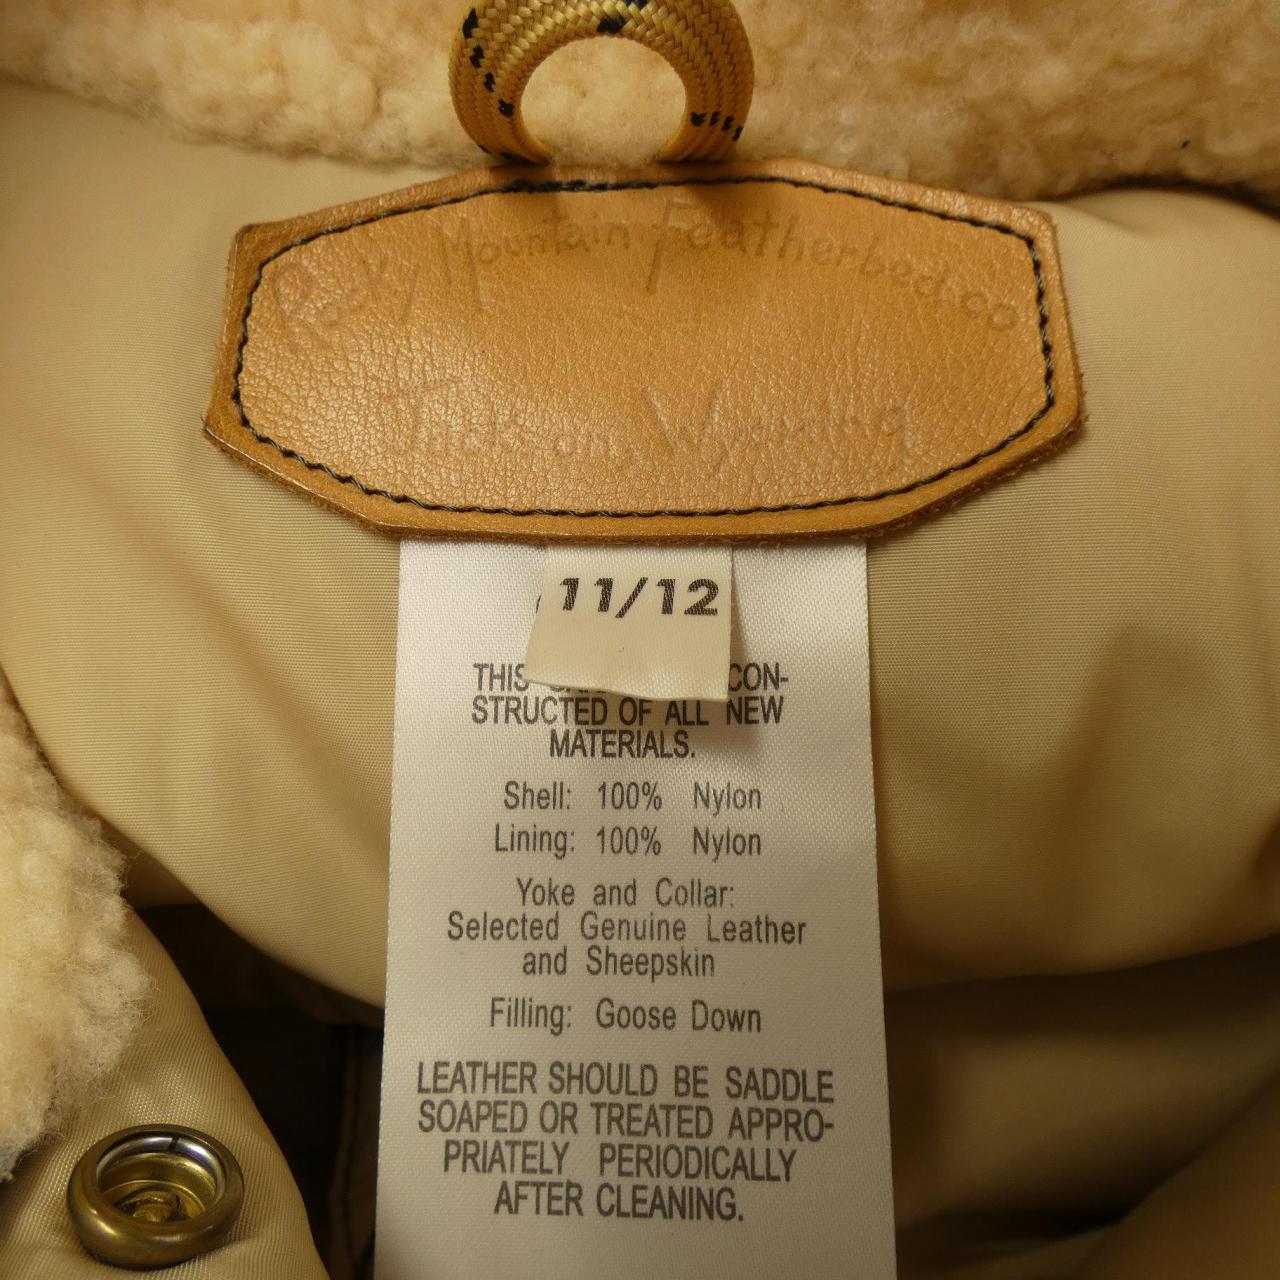 Rocky Mountain Featherbed.co
Jackson, Wyoming
11/12
THIS CON-
STRUCTED OF ALL NEW
MATERIALS.
Shell: 100% Nylon
Lining: 100% Nylon
Yoke and Collar:
Selected Genuine Leather
and Sheepskin
Filling: Goose Down
LEATHER SHOULD BE SADDLE
SOAPED OR TREATED APPRO-
PRIATELY PERIODICALLY
AFTER CLEANING.